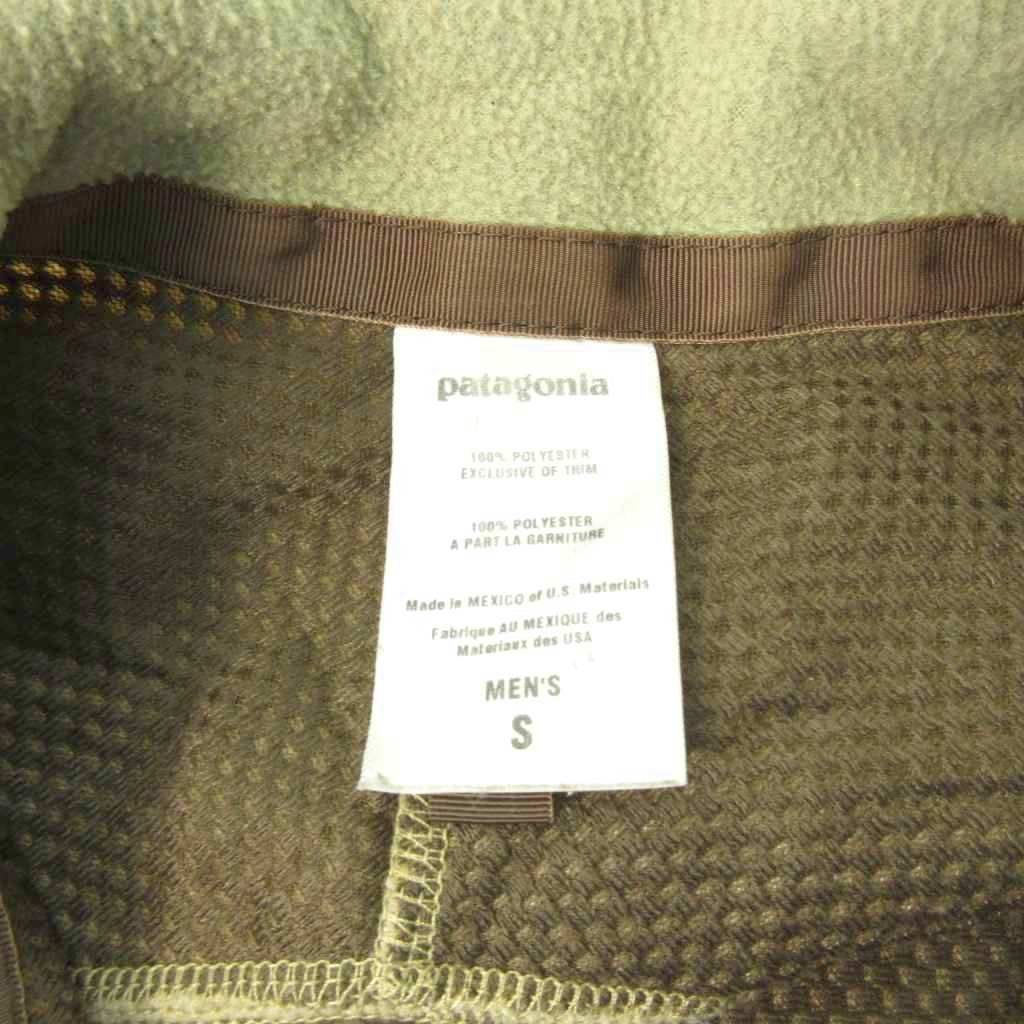 patagonia
100% POLYESTER
EXCLUSIVE OF TRIM
100% POLYESTER
A PART LA GARNITURE
Made in MEXICO of U.S. Materials
Fabrique AU MEXIQUE des
Materiaux des USA
MEN'S
S